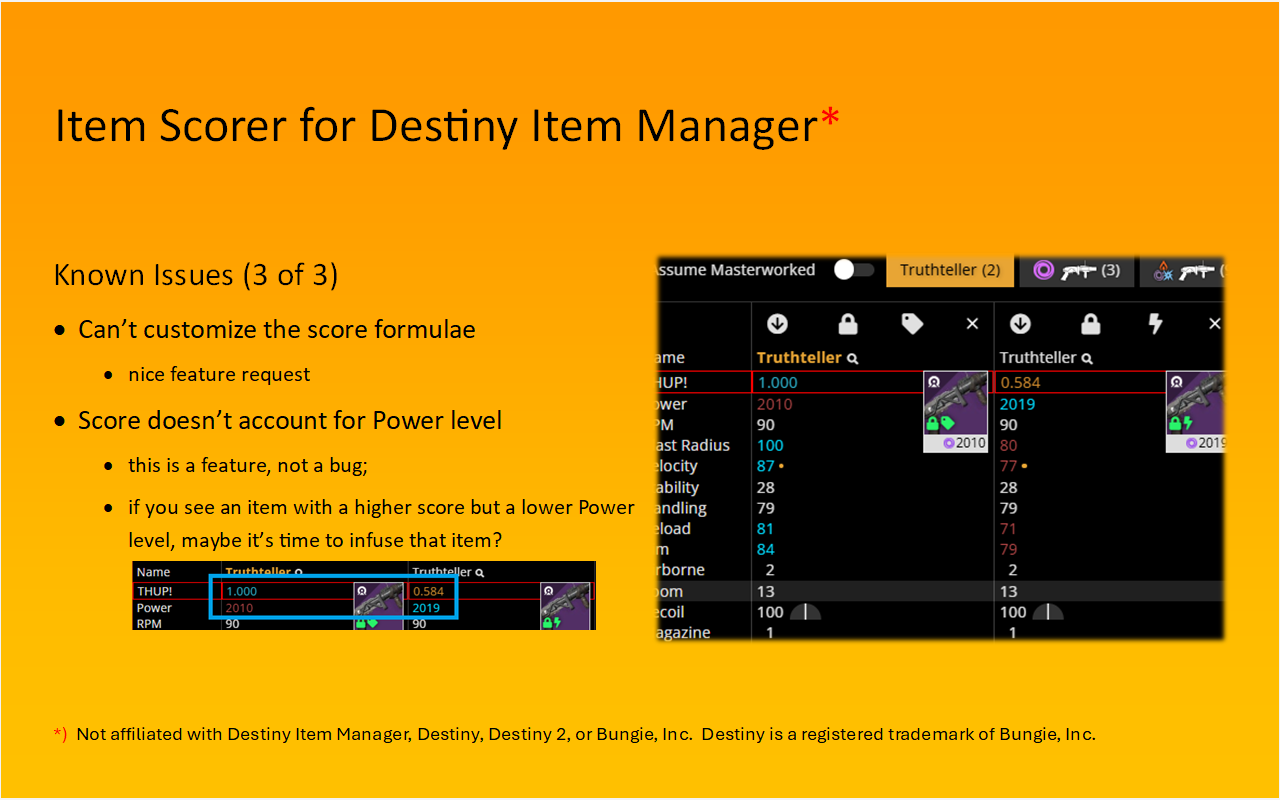 Item Scorer for Destiny Item Manager*
Known Issues (3 of 3)
• Can’t customize the score formulae
• nice feature request
• Score doesn’t account for Power level
• this is a feature, not a bug;
• if you see an item with a higher score but a lower Power
level, maybe it’s time to infuse that item?
Name Truthteller Truthteller
THUP! 1.000 0.584
Power 2010 2019
RPM 90 90
ssume Masterworked Truthteller (2) (3)
ame Truthteller Truthteller
HUP! 1.000 0.584
ower 2010 2019
PM 90 90
2010 2019
ast Radius 100 80
elocity 87 77
ability 28 28
andling 79 79
eload 81 71
m 84 79
rborne 2 2
oom 13 13
ecoil 100 100
agazine 1 1
*) Not affiliated with Destiny Item Manager, Destiny, Destiny 2, or Bungie, Inc. Destiny is a registered trademark of Bungie, Inc.